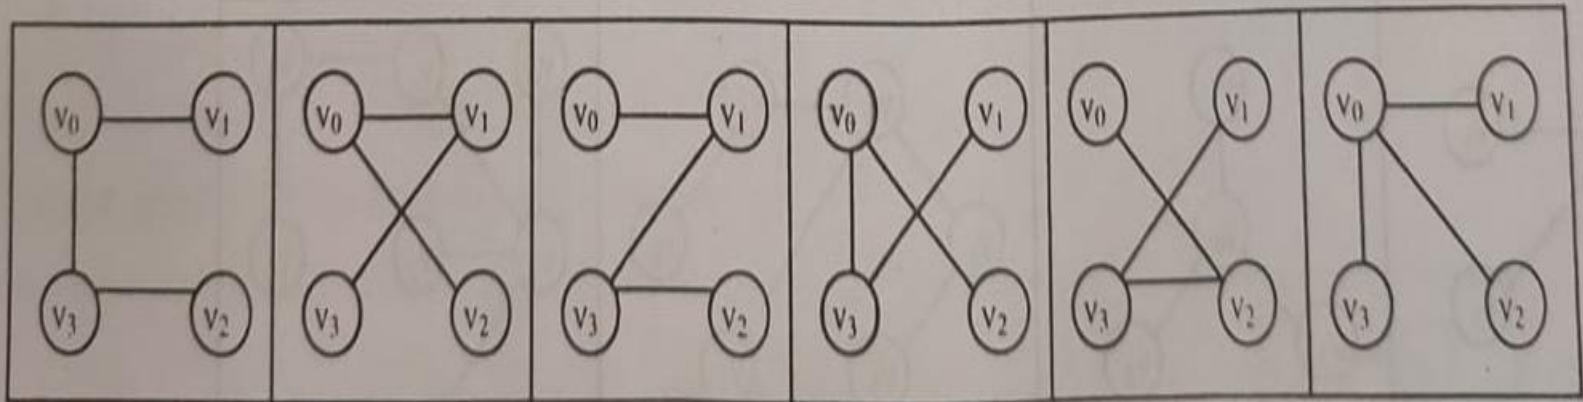 v₀ v₁ v₀ v₁ v₀ v₁ v₀ v₁ v₀ v₁ v₀ v₁
v₃ v₂ v₃ v₂ v₃ v₂ v₃ v₂ v₃ v₂ v₃ v₂